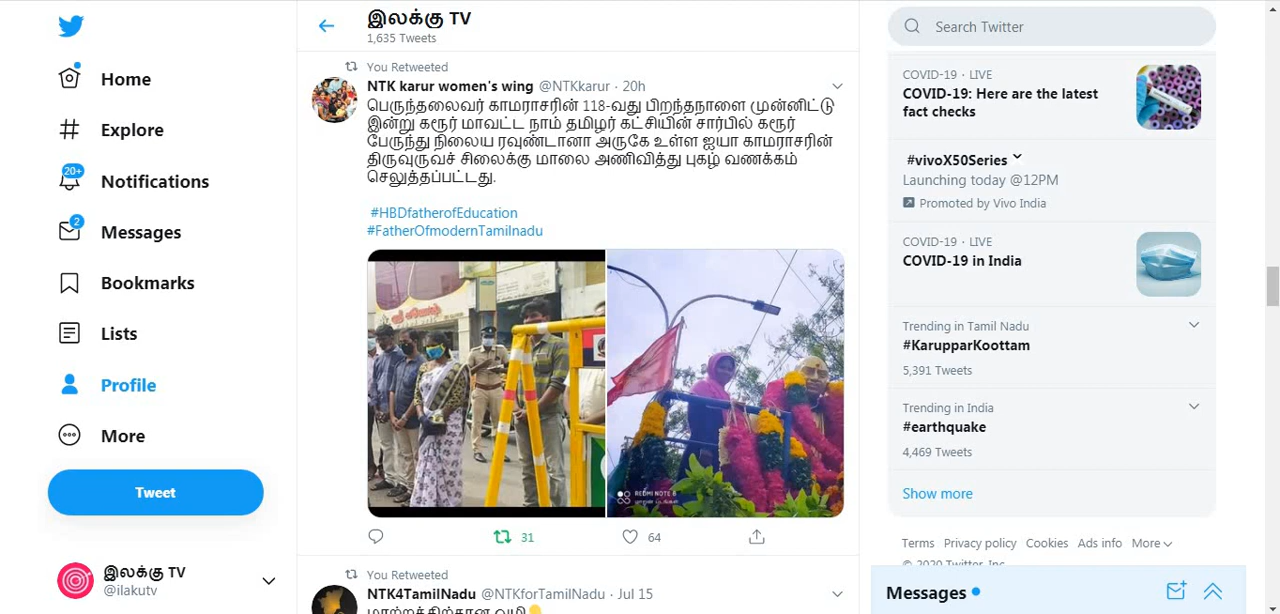 Home
Explore
20+
Notifications
2
Messages
Bookmarks
Lists
Profile
More
Tweet
இலக்கு TV
@ilakutv
இலக்கு TV
1,635 Tweets
You Retweeted
NTK karur women's wing @NTKkarur · 20h
பெருந்தலைவர் காமராசரின் 118-வது பிறந்தநாளை முன்னிட்டு
இன்று கரூர் மாவட்ட நாம் தமிழர் கட்சியின் சார்பில் கரூர்
பேருந்து நிலைய ரவுண்டானா அருகே உள்ள ஐயா காமராசரின்
திருவுருவச் சிலைக்கு மாலை அணிவித்து புகழ் வணக்கம்
செலுத்தப்பட்டது.
#HBDfatherofEducation
#FatherOfmodernTamilnadu
REDMI NOTE 8
31
64
You Retweeted
NTK4TamilNadu @NTKforTamilNadu · Jul 15
Search Twitter
COVID-19 · LIVE
COVID-19: Here are the latest
fact checks
#vivoX50Series
Launching today @12PM
Promoted by Vivo India
COVID-19 · LIVE
COVID-19 in India
Trending in Tamil Nadu
#KarupparKoottam
5,391 Tweets
Trending in India
#earthquake
4,469 Tweets
Show more
Terms Privacy policy Cookies Ads info More
© 2020 Twitter, Inc.
Messages